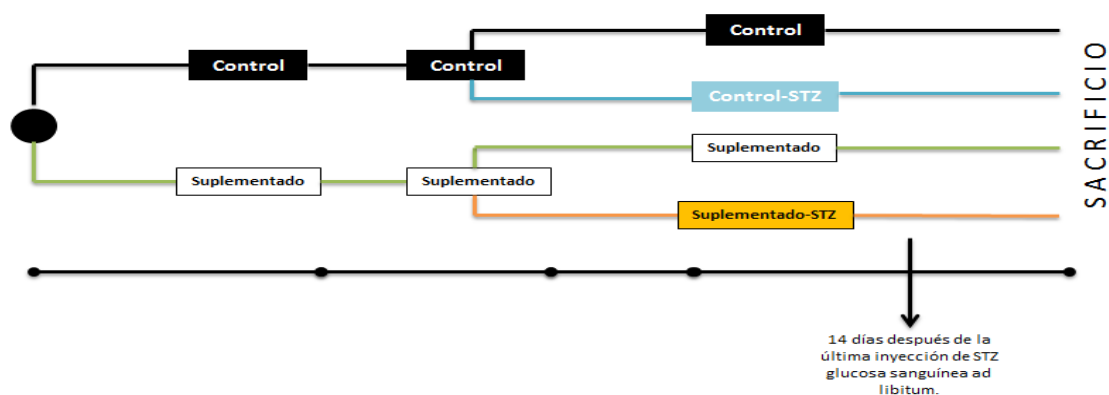 Control
Control
Control
Control-STZ
Suplementado
Suplementado
Suplementado
Suplementado-STZ
SACRIFICIO
14 días después de la
última inyección de STZ
glucosa sanguínea ad
libitum.